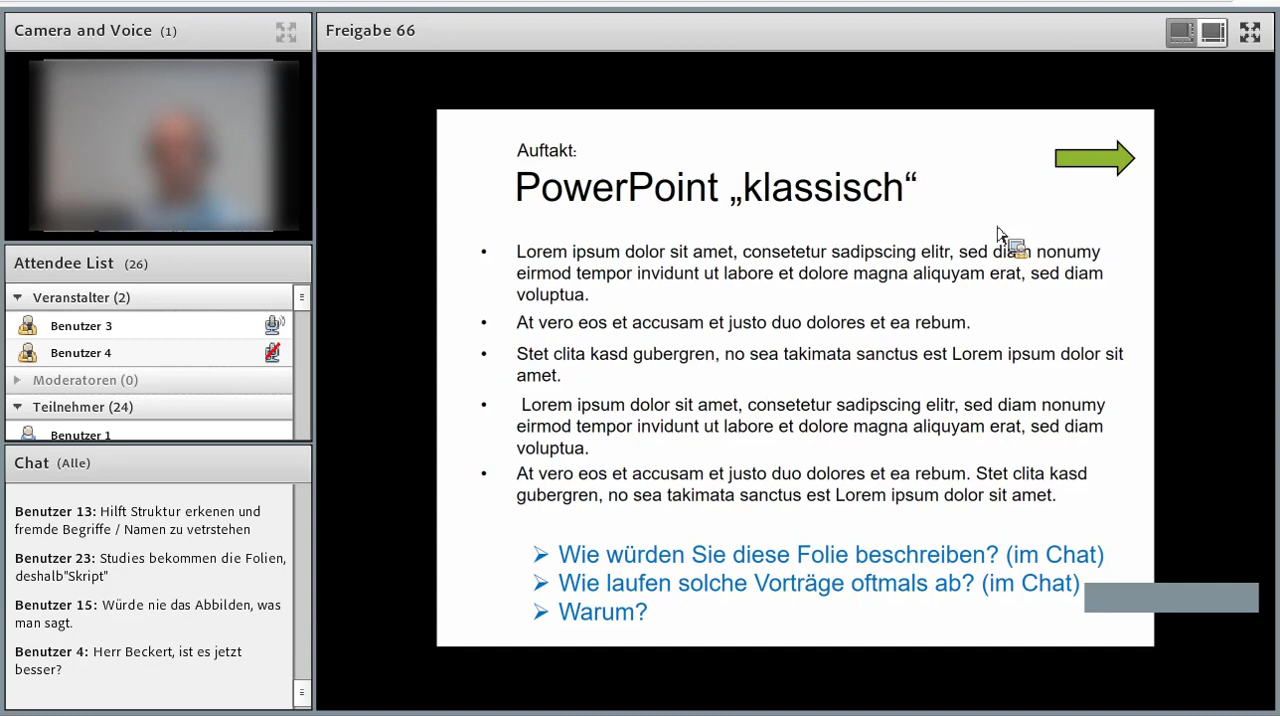 Camera and Voice (1)
Freigabe 66
Attendee List (26)
Veranstalter (2)
Benutzer 3
Benutzer 4
Moderatoren (0)
Teilnehmer (24)
Benutzer 1
Chat (Alle)
Benutzer 13: Hilft Struktur erkenen und
fremde Begriffe / Namen zu vetrstehen
Benutzer 23: Studies bekommen die Folien,
deshalb"Skript"
Benutzer 15: Würde nie das Abbilden, was
man sagt.
Benutzer 4: Herr Beckert, ist es jetzt
besser?
Auftakt:
PowerPoint „klassisch“
• Lorem ipsum dolor sit amet, consetetur sadipscing elitr, sed diam nonumy
eirmod tempor invidunt ut labore et dolore magna aliquyam erat, sed diam
voluptua.
• At vero eos et accusam et justo duo dolores et ea rebum.
• Stet clita kasd gubergren, no sea takimata sanctus est Lorem ipsum dolor sit
amet.
• Lorem ipsum dolor sit amet, consetetur sadipscing elitr, sed diam nonumy
eirmod tempor invidunt ut labore et dolore magna aliquyam erat, sed diam
voluptua.
• At vero eos et accusam et justo duo dolores et ea rebum. Stet clita kasd
gubergren, no sea takimata sanctus est Lorem ipsum dolor sit amet.
➢ Wie würden Sie diese Folie beschreiben? (im Chat)
➢ Wie laufen solche Vorträge oftmals ab? (im Chat)
➢ Warum?